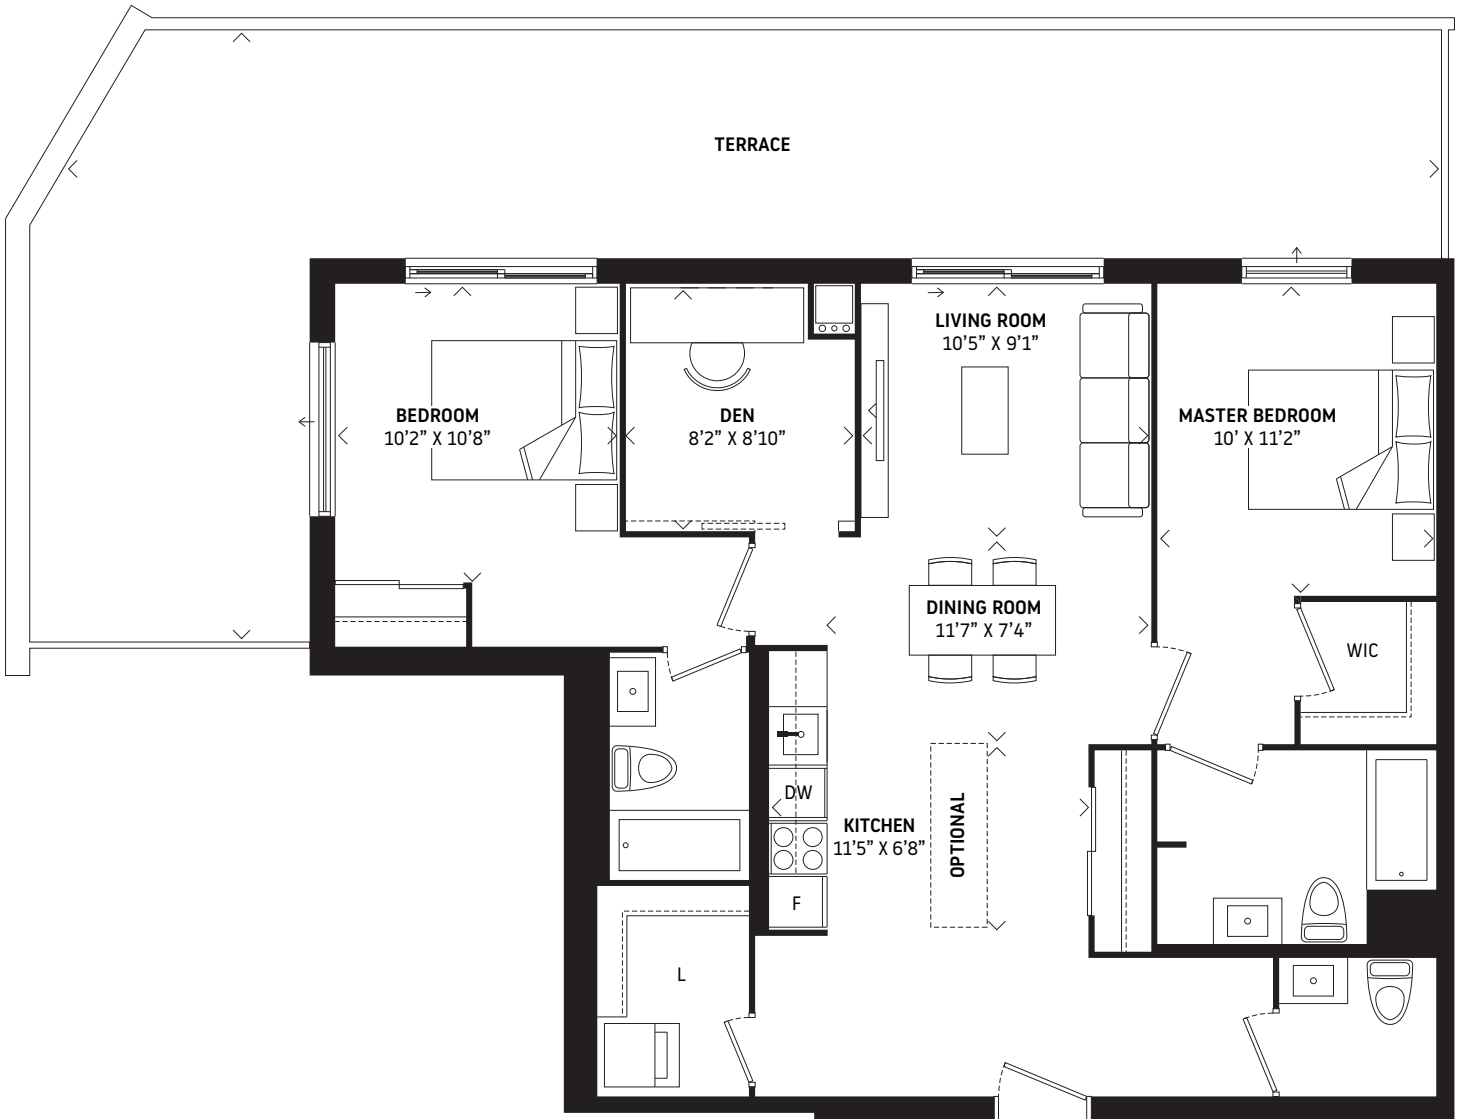 TERRACE
LIVING ROOM
10'5" X 9'1"
BEDROOM
10'2" X 10'8"
DEN
8'2" X 8'10"
MASTER BEDROOM
10' X 11'2"
DINING ROOM
11'7" X 7'4"
WIC
DW
KITCHEN
11'5" X 6'8"
OPTIONAL
F
L